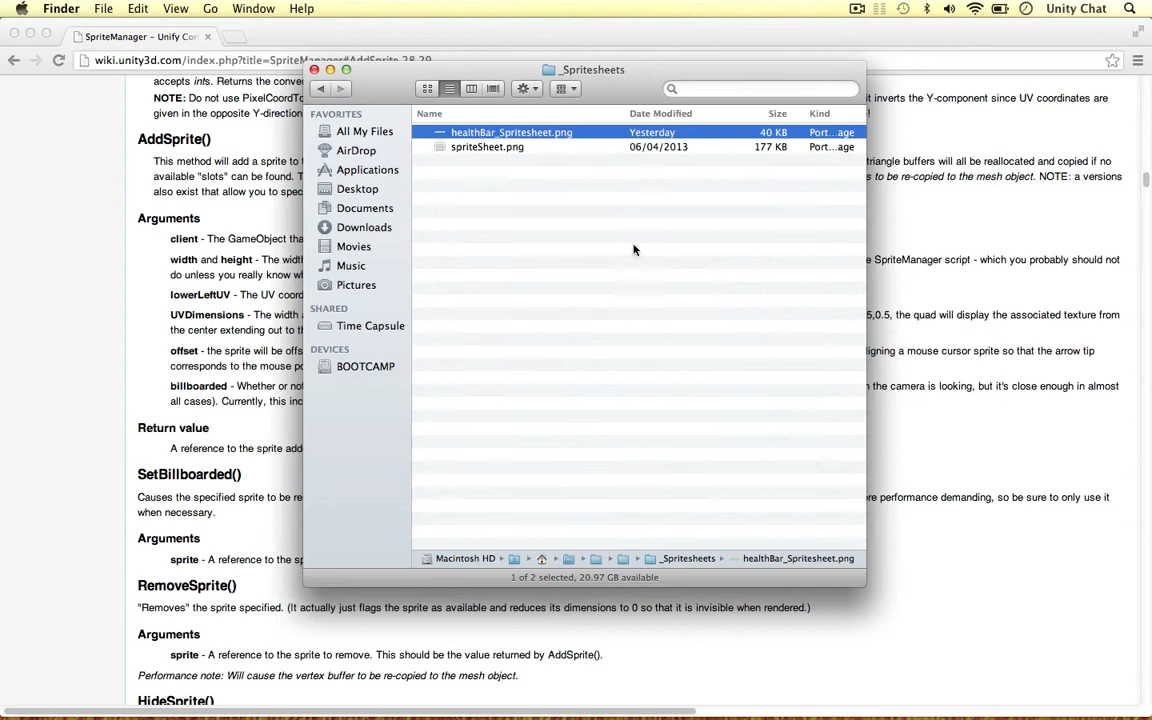 Finder File Edit View Go Window Help Unity Chat
SpriteManager – Unify Co
wiki.unity3d.com/index.php?title=SpriteManager#AddSprite_28.29
_Spritesheets
FAVORITES
All My Files
AirDrop
Applications
Desktop
Documents
Downloads
Movies
Music
Pictures
SHARED
Time Capsule
DEVICES
BOOTCAMP
Name Date Modified Size Kind
healthBar_Spritesheet.png Yesterday 40 KB Port...age
spriteSheet.png 06/04/2013 177 KB Port...age
Macintosh HD _Spritesheets healthBar_Spritesheet.png
1 of 2 selected, 20.97 GB available
accepts ints. Returns the conver
NOTE: Do not use PixelCoordTo it inverts the Y-component since UV coordinates are
given in the opposite Y-direction
AddSprite()
This method will add a sprite to t riangle buffers will all be reallocated and copied if no
available "slots" can be found. T s to be re-copied to the mesh object. NOTE: a versions
also exist that allow you to spec
Arguments
client - The GameObject tha
width and height - The width e SpriteManager script - which you probably should not
do unless you really know wh
lowerLeftUV - The UV coord
UVDimensions - The width a 5,0.5, the quad will display the associated texture from
the center extending out to th
offset - the sprite will be offs ligning a mouse cursor sprite so that the arrow tip
corresponds to the mouse po
billboarded - Whether or no n the camera is looking, but it's close enough in almost
all cases). Currently, this inc
Return value
A reference to the sprite adde
SetBillboarded()
Causes the specified sprite to be re ore performance demanding, so be sure to only use it
when necessary.
Arguments
sprite - A reference to the sp
RemoveSprite()
"Removes" the sprite specified. (It actually just flags the sprite as available and reduces its dimensions to 0 so that it is invisible when rendered.)
Arguments
sprite - A reference to the sprite to remove. This should be the value returned by AddSprite().
Performance note: Will cause the vertex buffer to be re-copied to the mesh object.
HideSprite()